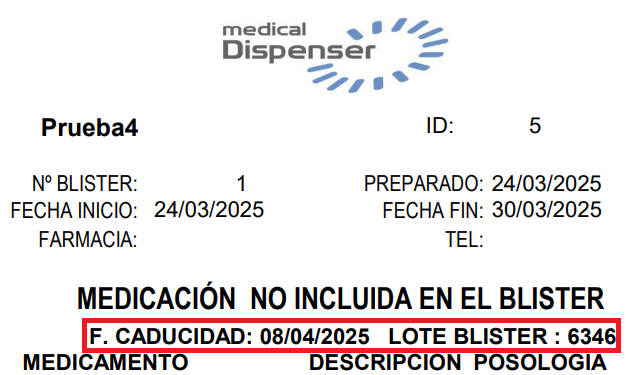 medical
Dispenser
Prueba4 ID: 5
Nº BLISTER: 1 PREPARADO: 24/03/2025
FECHA INICIO: 24/03/2025 FECHA FIN: 30/03/2025
FARMACIA: TEL:
MEDICACIÓN NO INCLUIDA EN EL BLISTER
F. CADUCIDAD: 08/04/2025 LOTE BLISTER : 6346
MEDICAMENTO DESCRIPCION POSOLOGIA